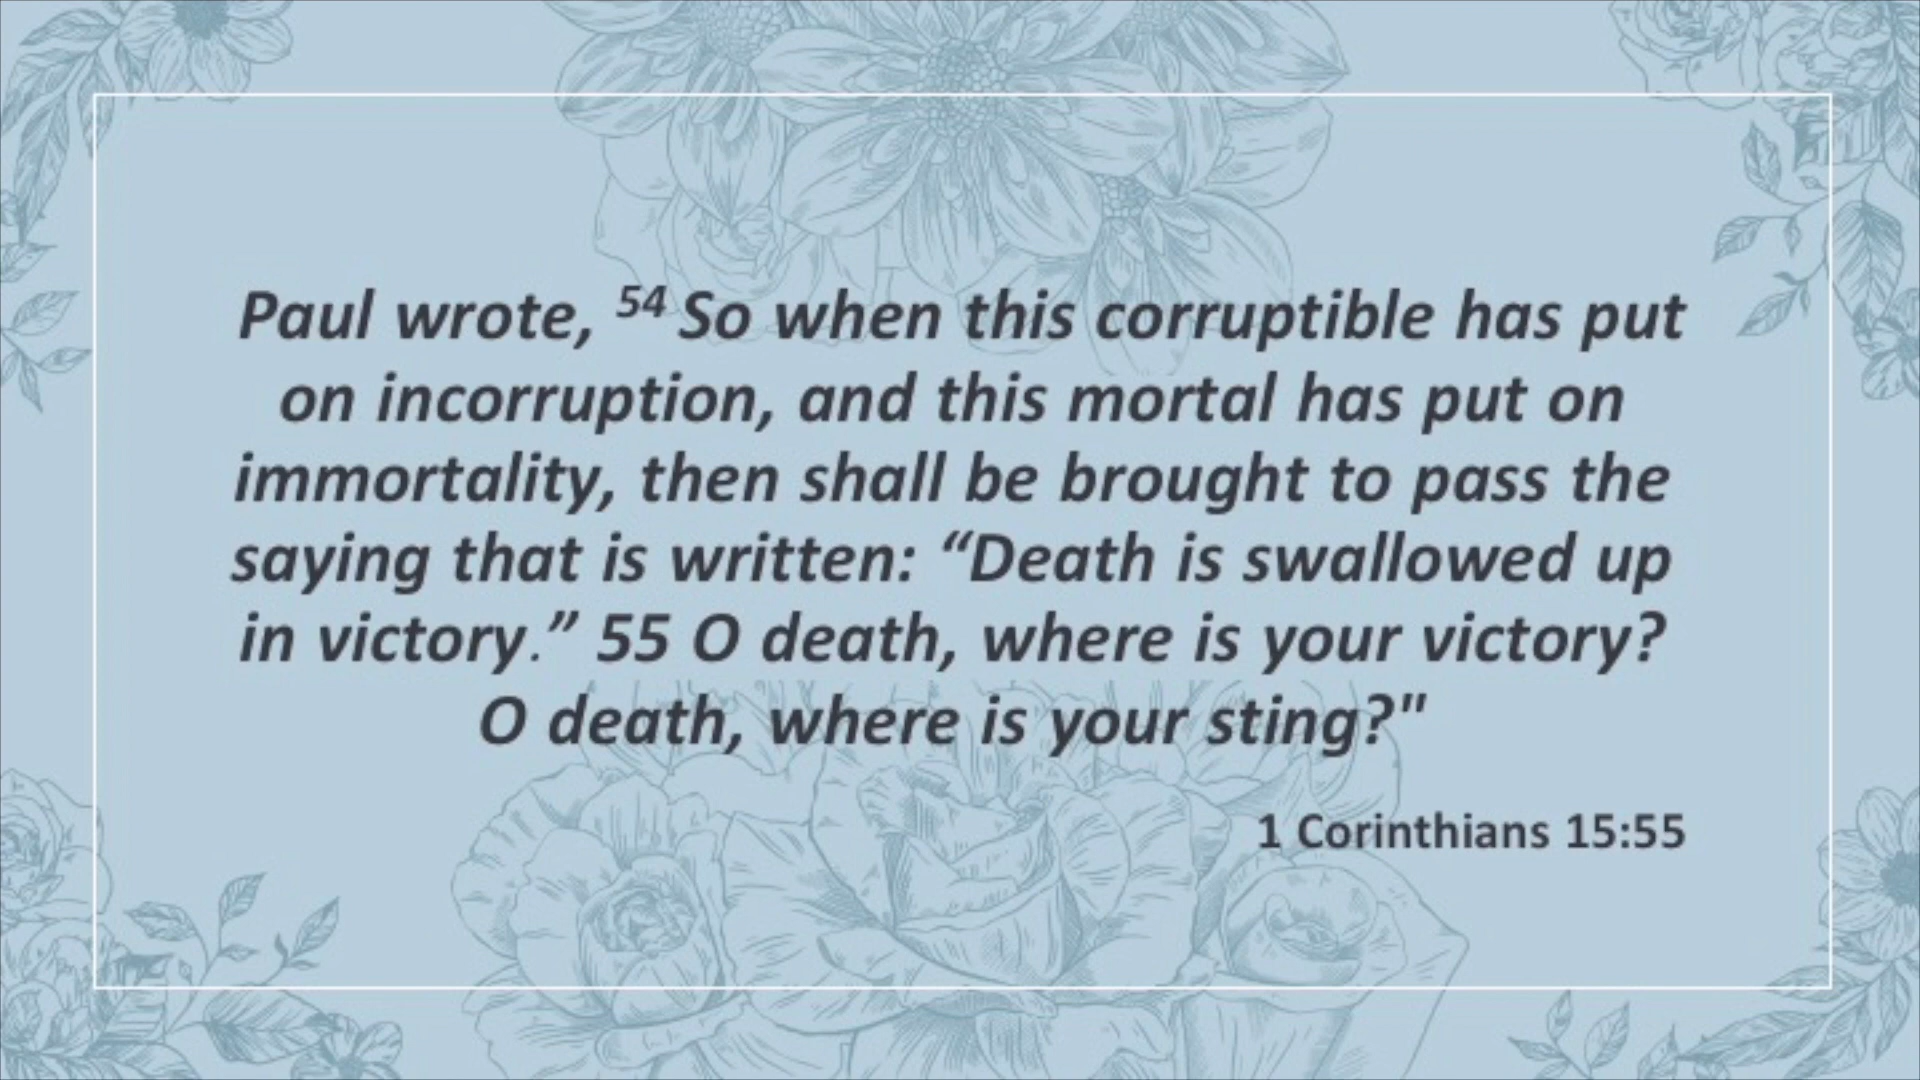 Paul wrote, 54 So when this corruptible has put
on incorruption, and this mortal has put on
immortality, then shall be brought to pass the
saying that is written: “Death is swallowed up
in victory.” 55 O death, where is your victory?
O death, where is your sting?"
1 Corinthians 15:55